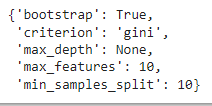 {'bootstrap': True,
'criterion': 'gini',
'max_depth': None,
'max_features': 10,
'min_samples_split': 10}